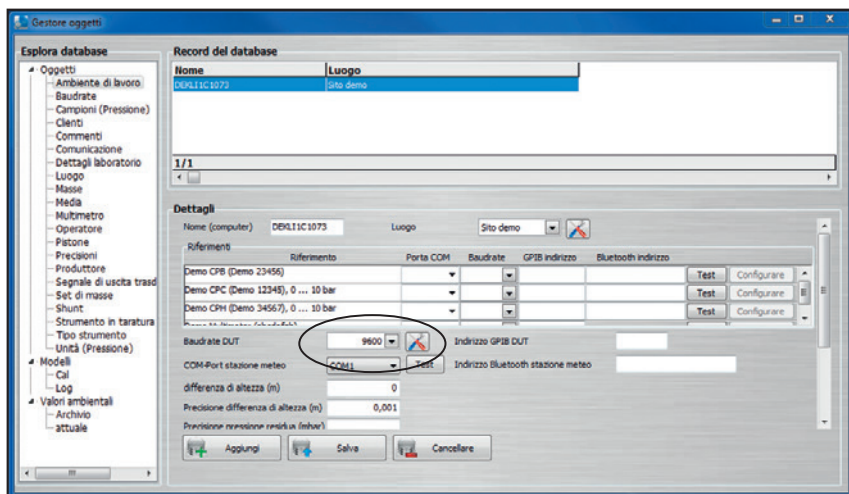 Gestore oggetti
Esplora database
Oggetti
Ambiente di lavoro
Baudrate
Campioni (Pressione)
Clienti
Commenti
Comunicazione
Dettagli laboratorio
Luogo
Masse
Media
Multimetro
Operatore
Pistone
Precisioni
Produttore
Segnale di uscita trasd
Set di masse
Shunt
Strumento in taratura
Tipo strumento
Unità (Pressione)
Modelli
Cal
Log
Valori ambientali
Archivio
attuale
Record del database
Nome Luogo
DEKLI1C1073 Sito demo
1/1
Dettagli
Nome (computer) DEKLI1C1073 Luogo Sito demo
Riferimenti
Riferimento Porta COM Baudrate GPIB indirizzo Bluetooth indirizzo
Demo CPB (Demo 23456) Test Configurare
Demo CPC (Demo 12345), 0 ... 10 bar Test Configurare
Demo CPH (Demo 34567), 0 ... 10 bar Test Configurare
Baudrate DUT 9600 Indirizzo GPIB DUT
COM-Port stazione meteo COM1 Test Indirizzo Bluetooth stazione meteo
differenza di altezza (m) 0
Precisione differenza di altezza (m) 0,001
Precisione pressione residua (mbar)
Aggiungi Salva Cancellare